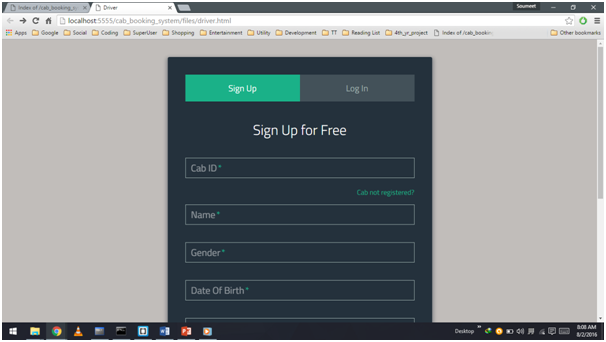 Soumeet
Index of /cab_booking_s
Driver
localhost:5555/cab_booking_system/files/driver.html
Apps Google Social Coding SuperUser Shopping Entertainment Utility Development TT Reading List 4th_yr_project Index of /cab_bookin Other bookmarks
Sign Up Log In
Sign Up for Free
Cab ID*
Cab not registered?
Name*
Gender*
Date Of Birth*
Desktop
8:08 AM
8/2/2016